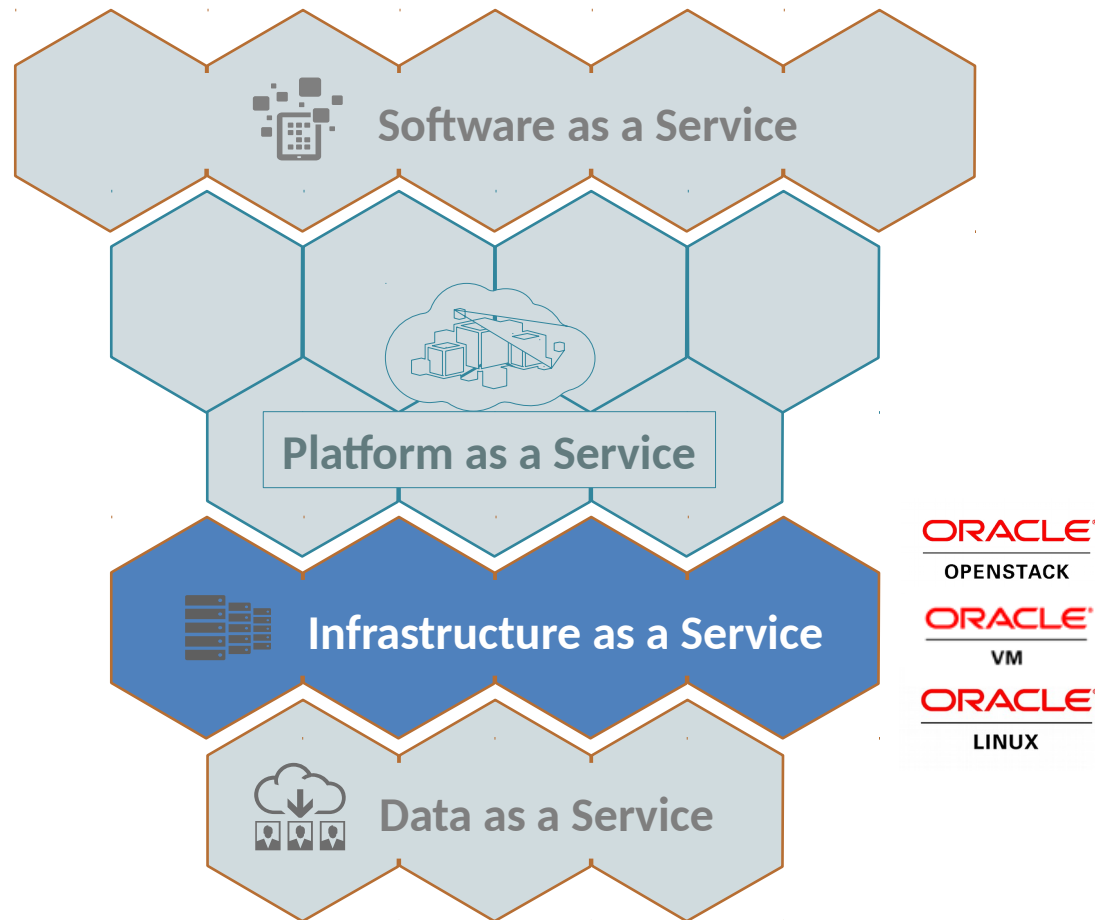 Software as a Service
Platform as a Service
ORACLE®
OPENSTACK
Infrastructure as a Service
ORACLE®
VM
ORACLE®
LINUX
Data as a Service